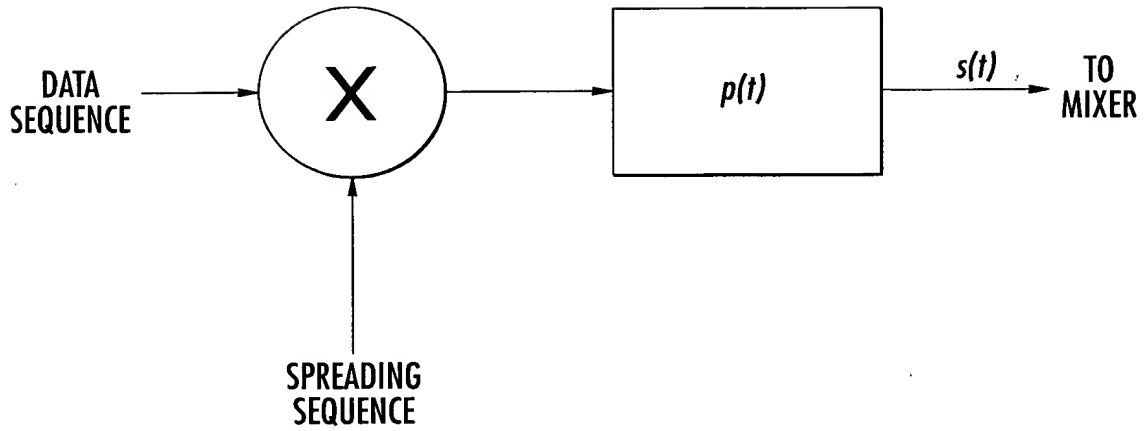 DATA
SEQUENCE
X
p(t)
s(t)
TO
MIXER
SPREADING
SEQUENCE